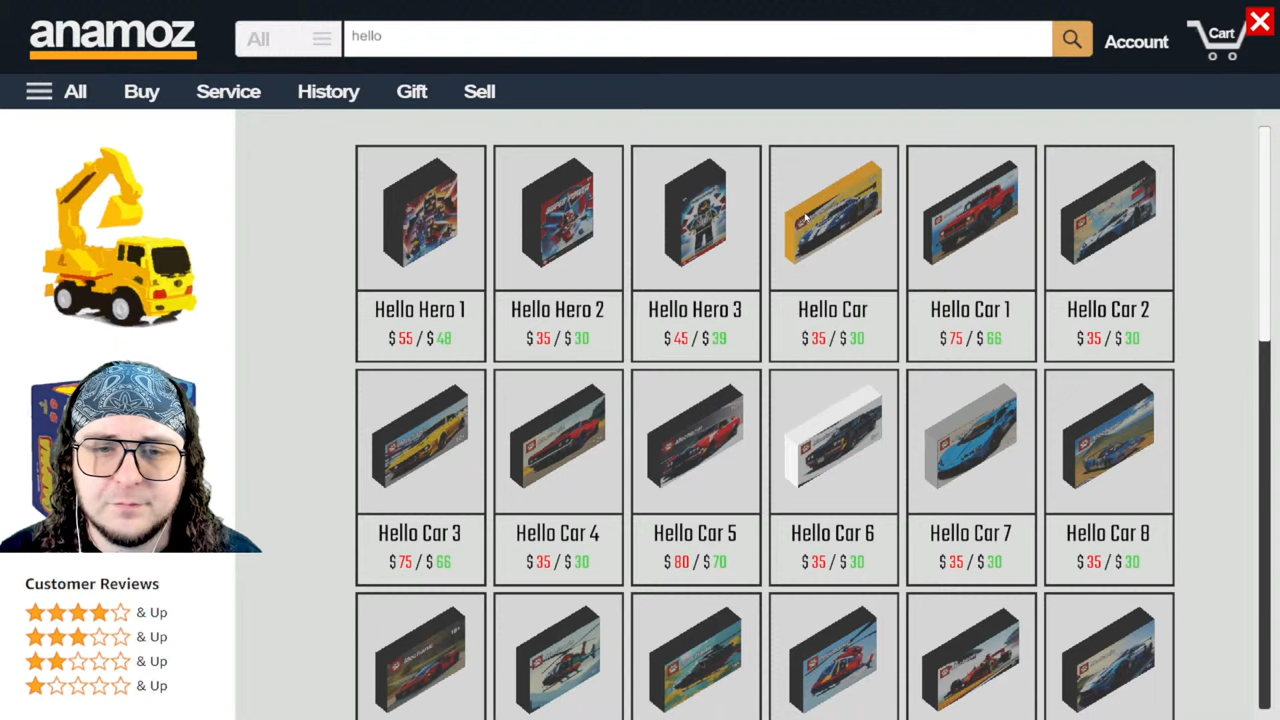 anamoz
All
hello
Account
Cart
All
Buy
Service
History
Gift
Sell
Hello Hero 1
$ 55 / $ 48
Hello Hero 2
$ 35 / $ 30
Hello Hero 3
$ 45 / $ 39
Hello Car
$ 35 / $ 30
Hello Car 1
$ 75 / $ 66
Hello Car 2
$ 35 / $ 30
Hello Car 3
$ 75 / $ 66
Hello Car 4
$ 35 / $ 30
Hello Car 5
$ 80 / $ 70
Hello Car 6
$ 35 / $ 30
Hello Car 7
$ 35 / $ 30
Hello Car 8
$ 35 / $ 30
Customer Reviews
& Up
& Up
& Up
& Up